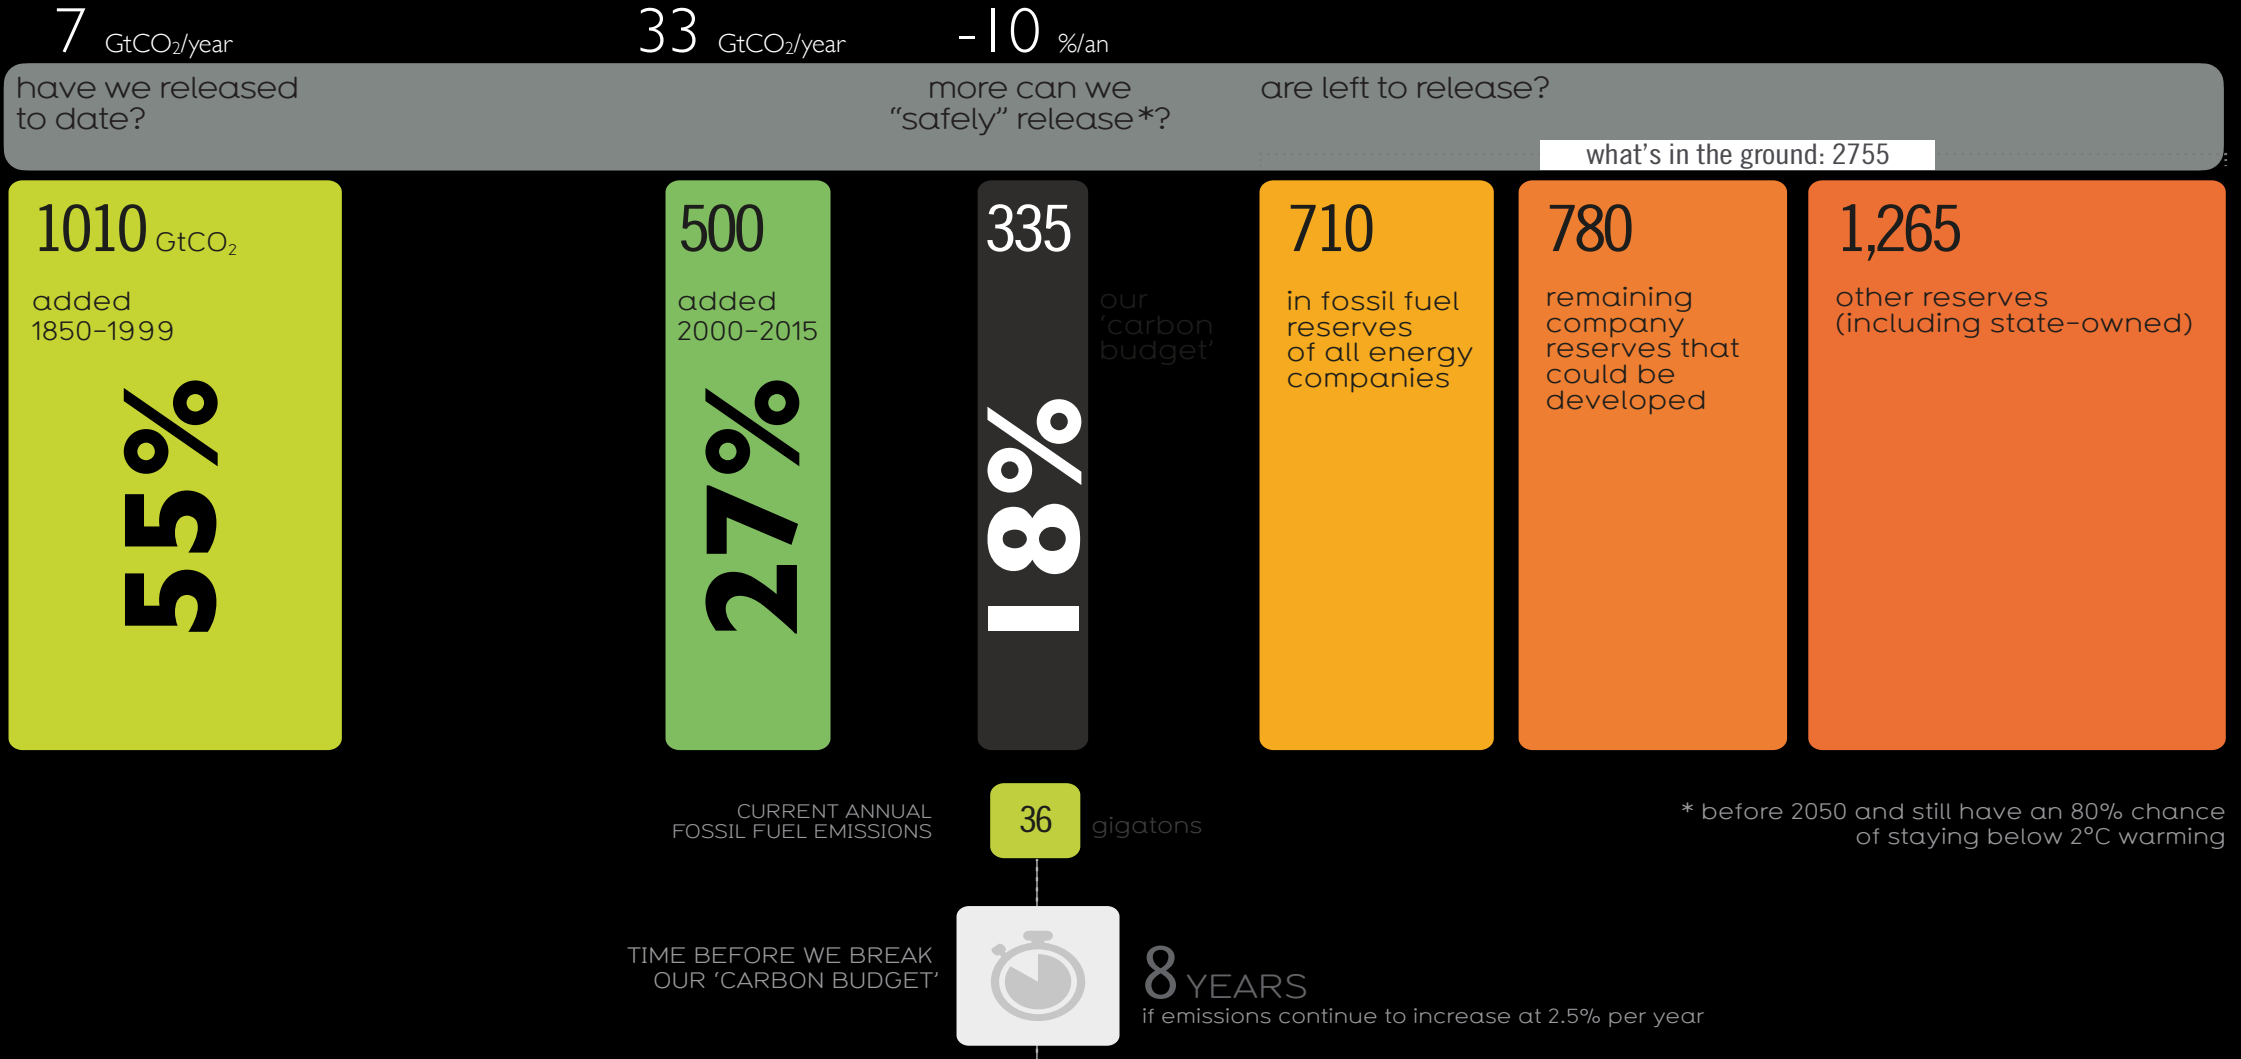 7 GtCO₂/year
33 GtCO₂/year
-10 %/an
have we released
to date?
more can we
“safely” release*?
are left to release?
what’s in the ground: 2755
1010 GtCO₂
added
1850-1999
55%
500
added
2000-2015
27%
335
18%
our
‘carbon
budget’
710
in fossil fuel
reserves
of all energy
companies
780
remaining
company
reserves that
could be
developed
1,265
other reserves
(including state-owned)
CURRENT ANNUAL
FOSSIL FUEL EMISSIONS
36 gigatons
* before 2050 and still have an 80% chance
of staying below 2°C warming
TIME BEFORE WE BREAK
OUR ‘CARBON BUDGET’
8 YEARS
if emissions continue to increase at 2.5% per year